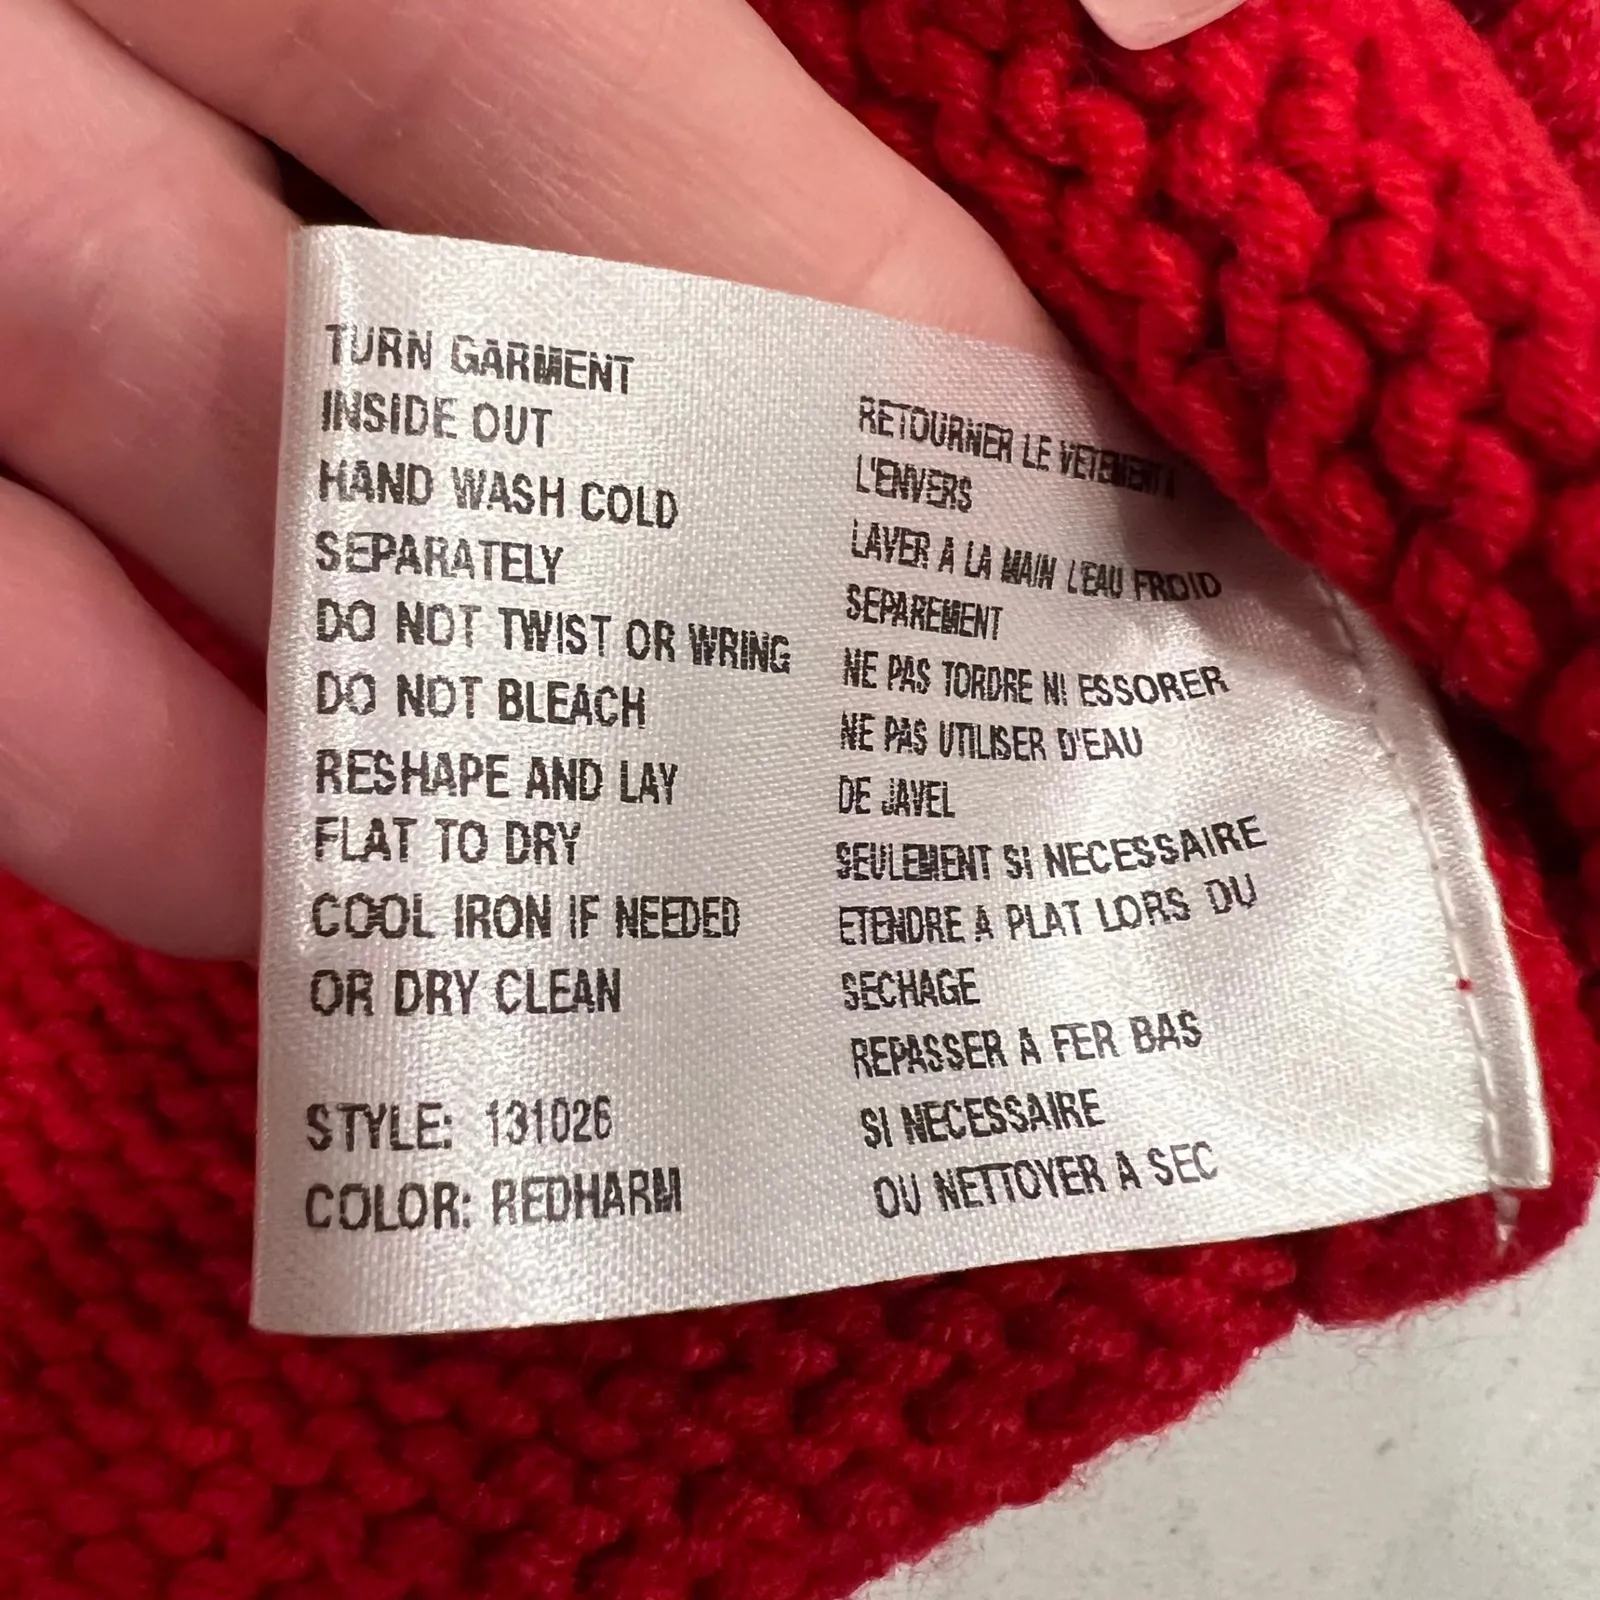 TURN GARMENT
INSIDE OUT
HAND WASH COLD
SEPARATELY
DO NOT TWIST OR WRING
DO NOT BLEACH
RESHAPE AND LAY
FLAT TO DRY
COOL IRON IF NEEDED
OR DRY CLEAN
STYLE: 131026
COLOR: REDHARM
RETOURNER LE VETEMENT A
L'ENVERS
LAVER A LA MAIN L'EAU FROID
SEPAREMENT
NE PAS TORDRE NI ESSORER
NE PAS UTILISER D'EAU
DE JAVEL
SEULEMENT SI NECESSAIRE
ETENDRE A PLAT LORS DU
SECHAGE
REPASSER A FER BAS
SI NECESSAIRE
OU NETTOYER A SEC